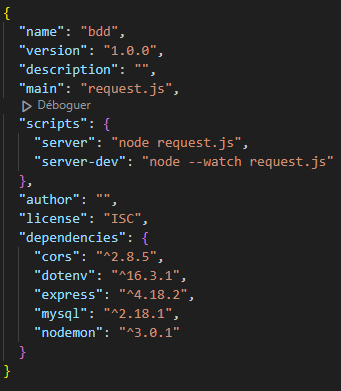 {
  "name": "bdd",
  "version": "1.0.0",
  "description": "",
  "main": "request.js",
  Déboguer
  "scripts": {
    "server": "node request.js",
    "server-dev": "node --watch request.js"
  },
  "author": "",
  "license": "ISC",
  "dependencies": {
    "cors": "^2.8.5",
    "dotenv": "^16.3.1",
    "express": "^4.18.2",
    "mysql": "^2.18.1",
    "nodemon": "^3.0.1"
  }
}